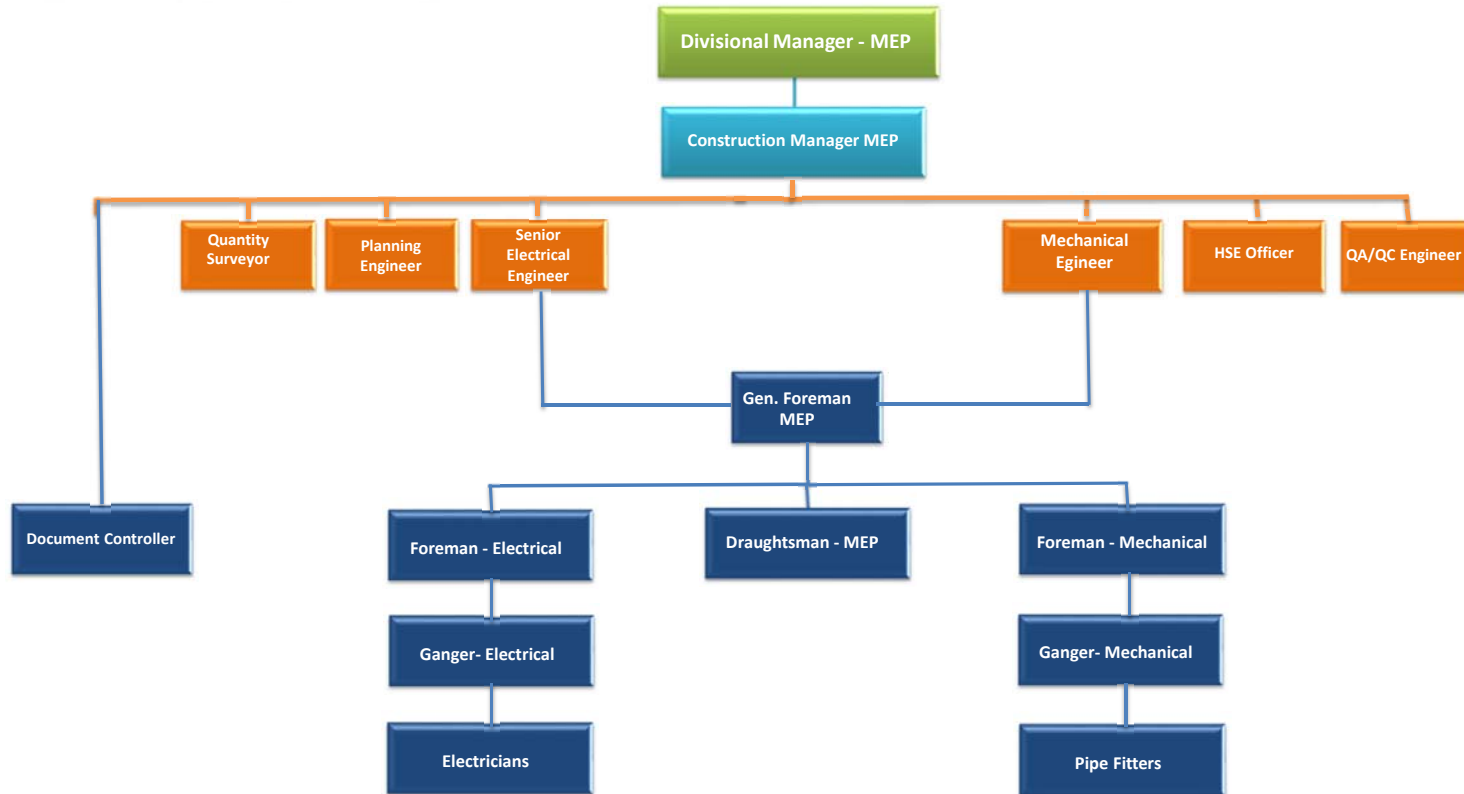 Divisional Manager - MEP
Construction Manager MEP
Quantity
Surveyor
Planning
Engineer
Senior
Electrical
Engineer
Mechanical
Egineer
HSE Officer
QA/QC Engineer
Gen. Foreman
MEP
Document Controller
Foreman - Electrical
Draughtsman - MEP
Foreman - Mechanical
Ganger- Electrical
Ganger- Mechanical
Electricians
Pipe Fitters